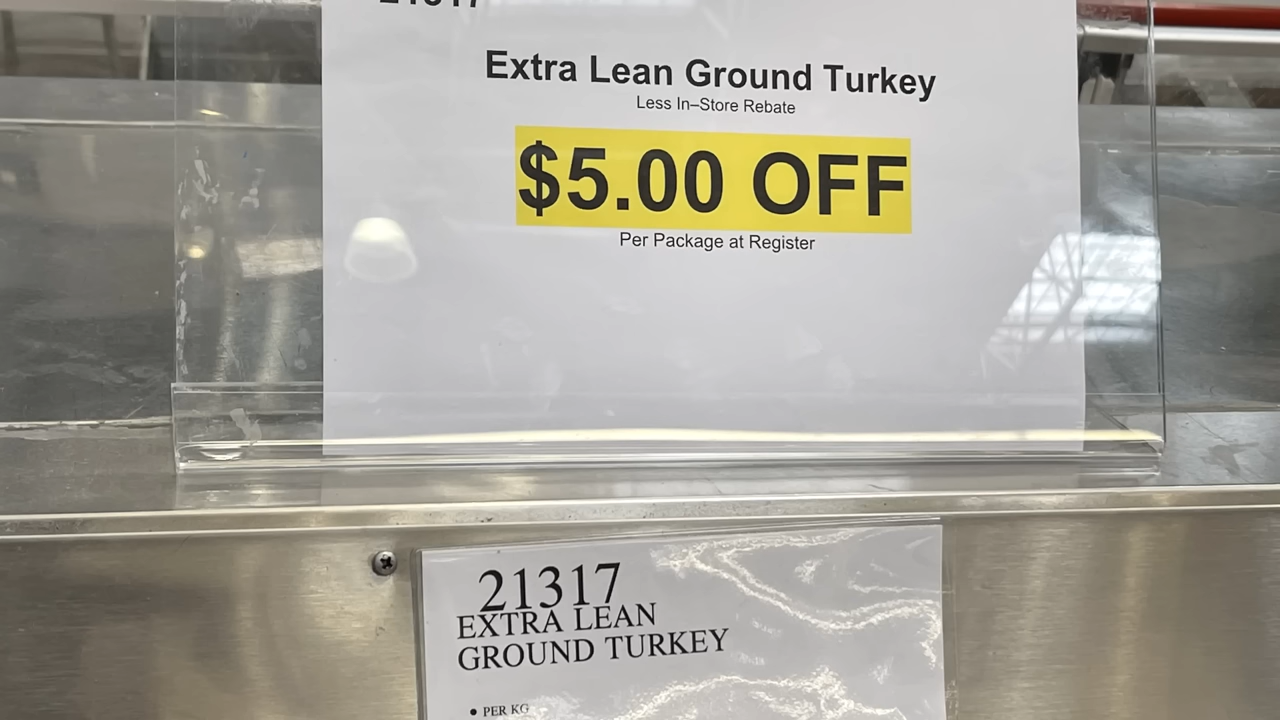 21317
Extra Lean Ground Turkey
Less In–Store Rebate
$5.00 OFF
Per Package at Register
21317
EXTRA LEAN
GROUND TURKEY
• PER KG